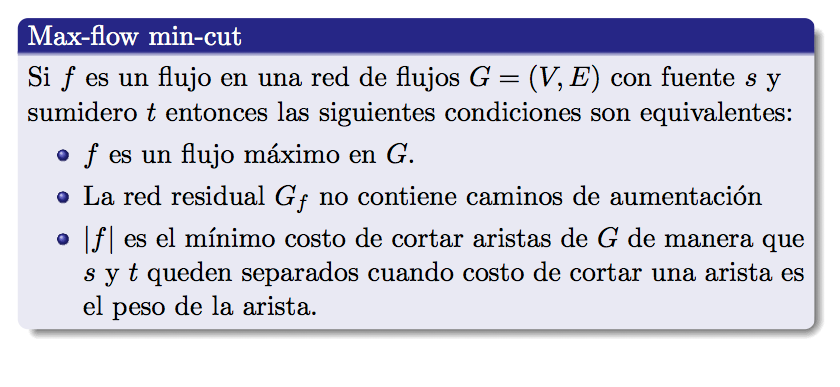 Max-flow min-cut
Si f es un flujo en una red de flujos G = (V, E) con fuente s y
sumidero t entonces las siguientes condiciones son equivalentes:
f es un flujo máximo en G.
La red residual G_f no contiene caminos de aumentación
|f| es el mínimo costo de cortar aristas de G de manera que
s y t queden separados cuando costo de cortar una arista es
el peso de la arista.